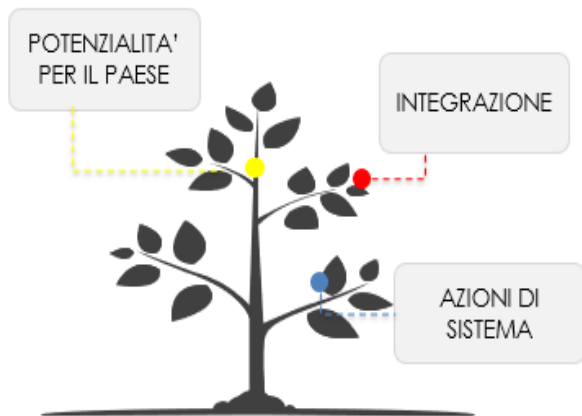 POTENZIALITA'
PER IL PAESE
INTEGRAZIONE
AZIONI DI
SISTEMA